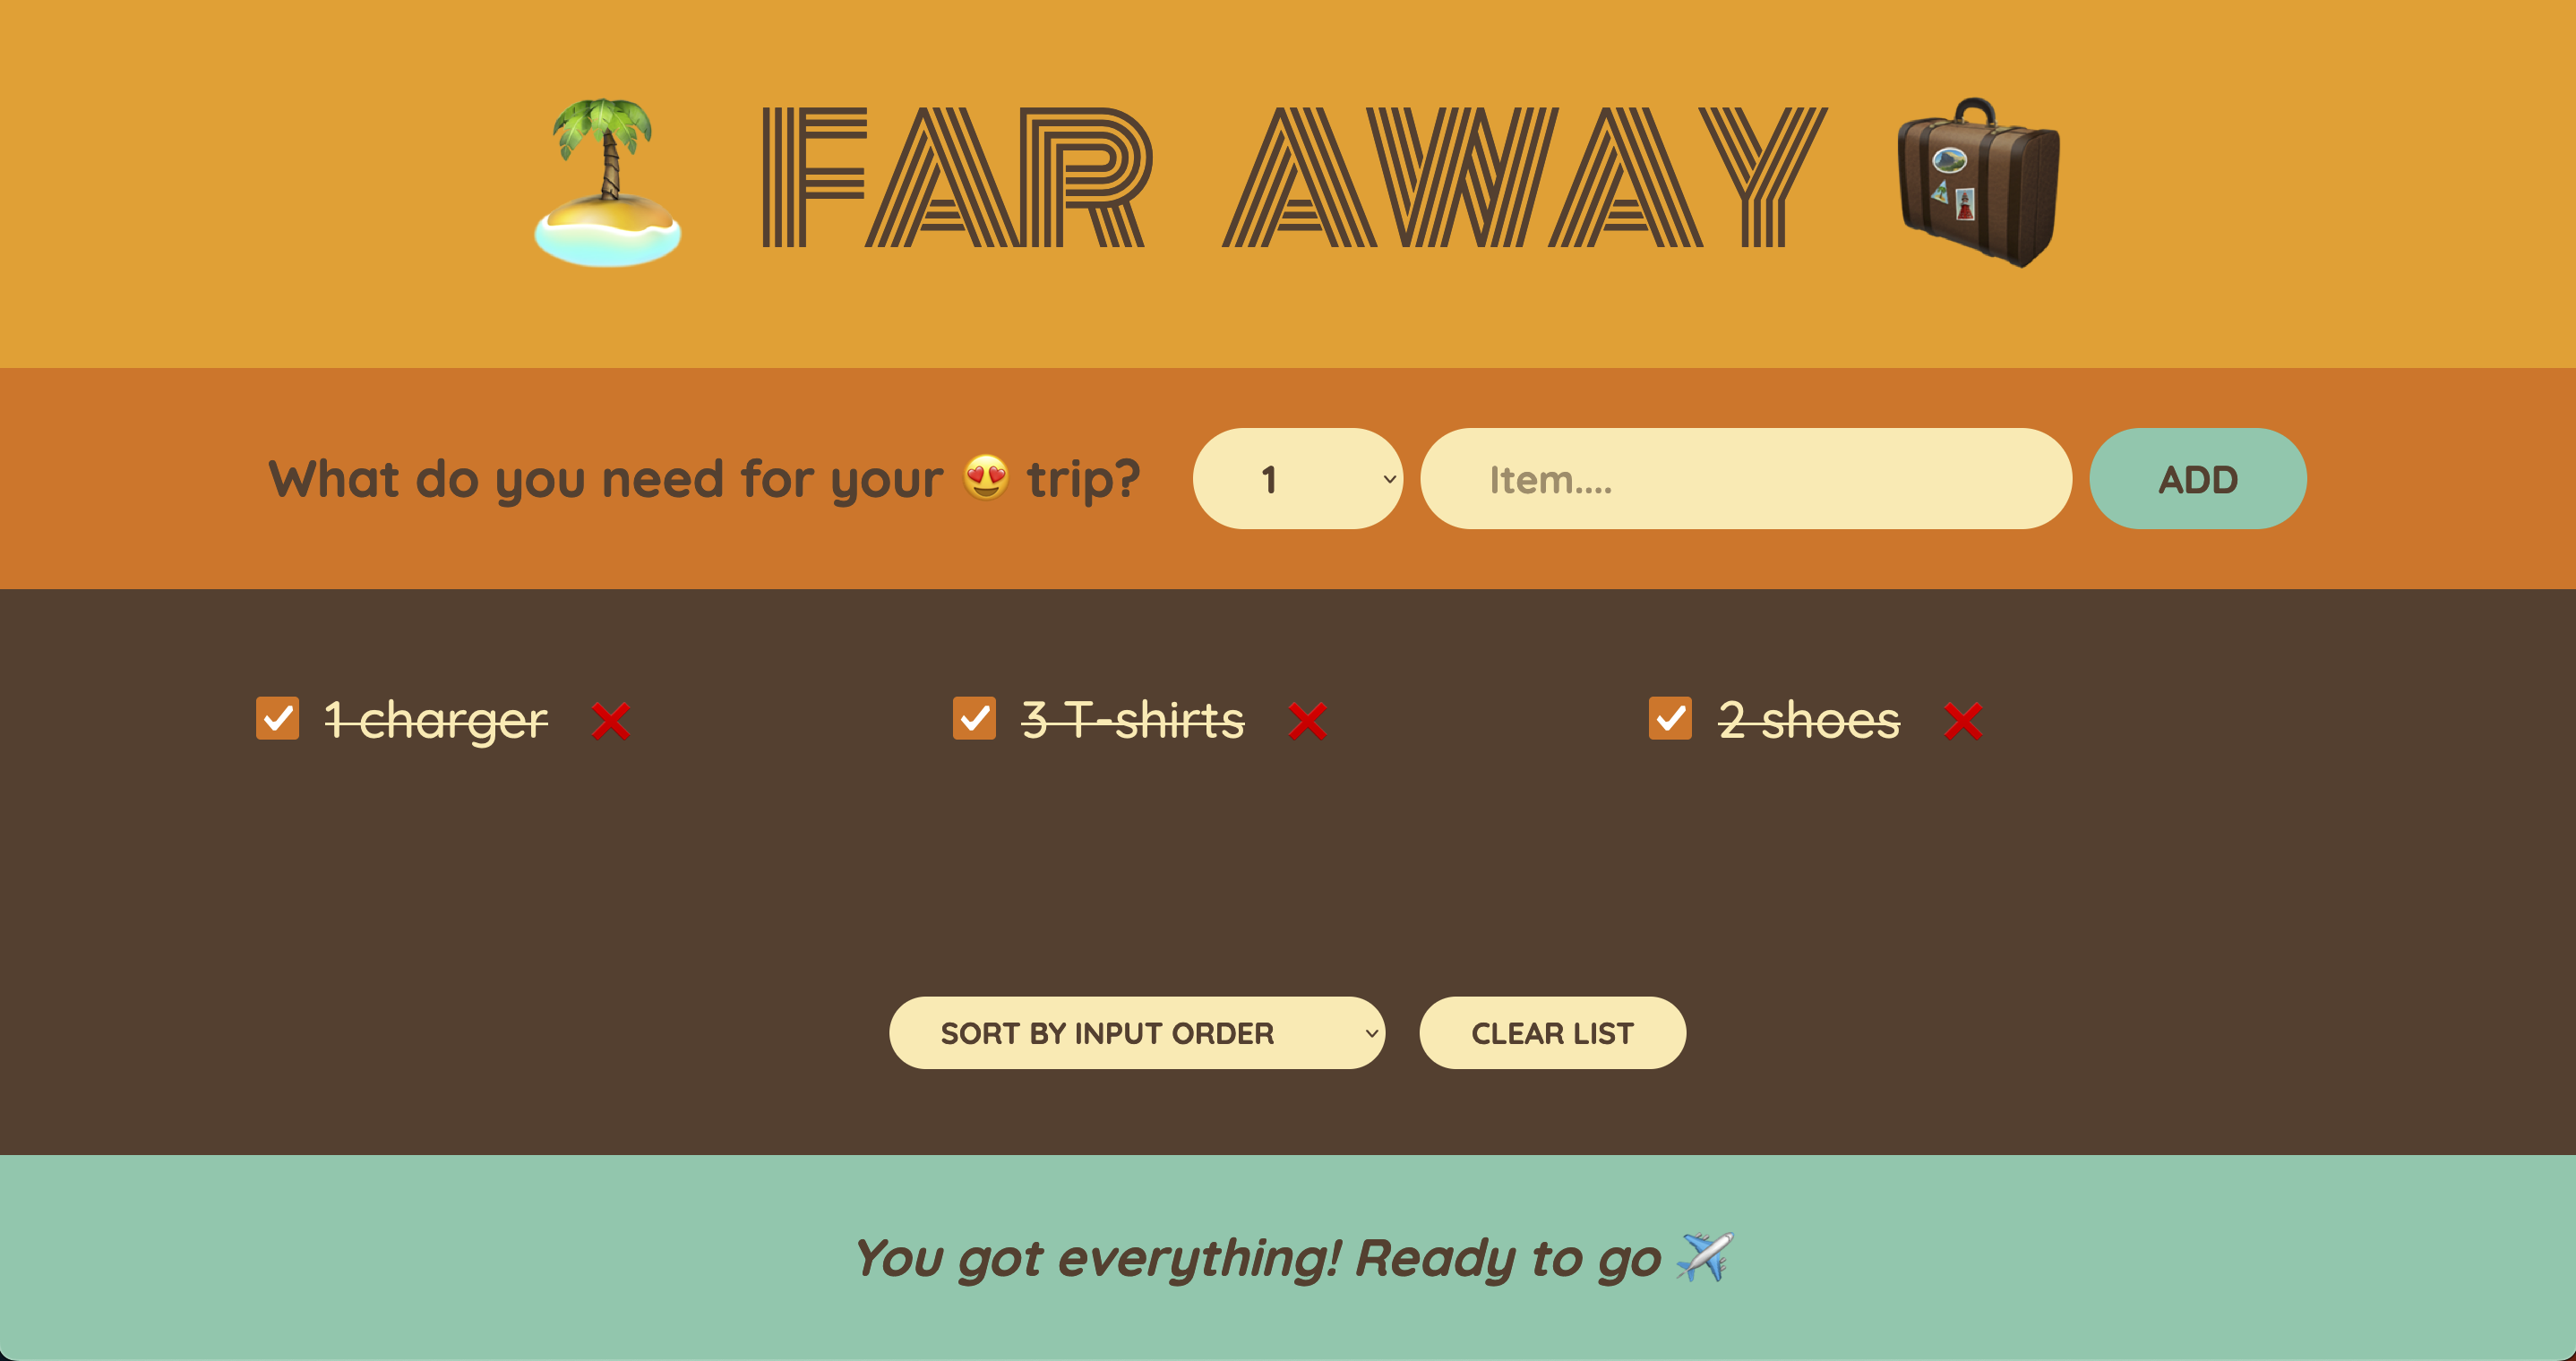 🌴 FAR AWAY 💼
What do you need for your 😍 trip? 1 Item.... ADD
1 charger ❌ 3 T-shirts ❌ 2 shoes ❌
SORT BY INPUT ORDER CLEAR LIST
You got everything! Ready to go ✈️